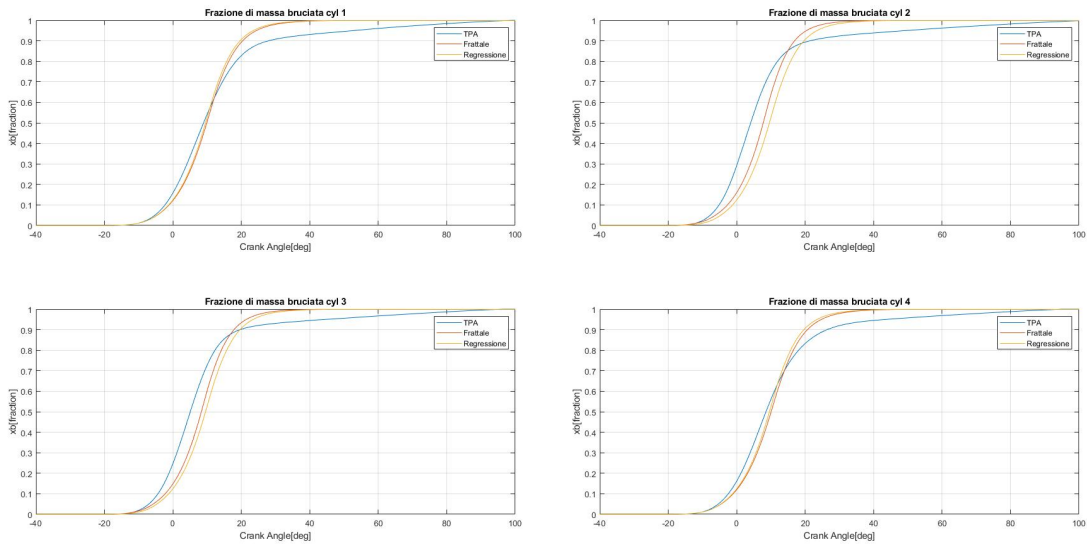 Frazione di massa bruciata cyl 1
1
0.9
0.8
0.7
0.6
0.5
0.4
0.3
0.2
0.1
0
xb[fraction]
TPA
Frattale
Regressione
-40 -20 0 20 40 60 80 100
Crank Angle[deg]
Frazione di massa bruciata cyl 2
1
0.9
0.8
0.7
0.6
0.5
0.4
0.3
0.2
0.1
0
xb[fraction]
TPA
Frattale
Regressione
-40 -20 0 20 40 60 80 100
Crank Angle[deg]
Frazione di massa bruciata cyl 3
1
0.9
0.8
0.7
0.6
0.5
0.4
0.3
0.2
0.1
0
xb[fraction]
TPA
Frattale
Regressione
-40 -20 0 20 40 60 80 100
Crank Angle[deg]
Frazione di massa bruciata cyl 4
1
0.9
0.8
0.7
0.6
0.5
0.4
0.3
0.2
0.1
0
xb[fraction]
TPA
Frattale
Regressione
-40 -20 0 20 40 60 80 100
Crank Angle[deg]